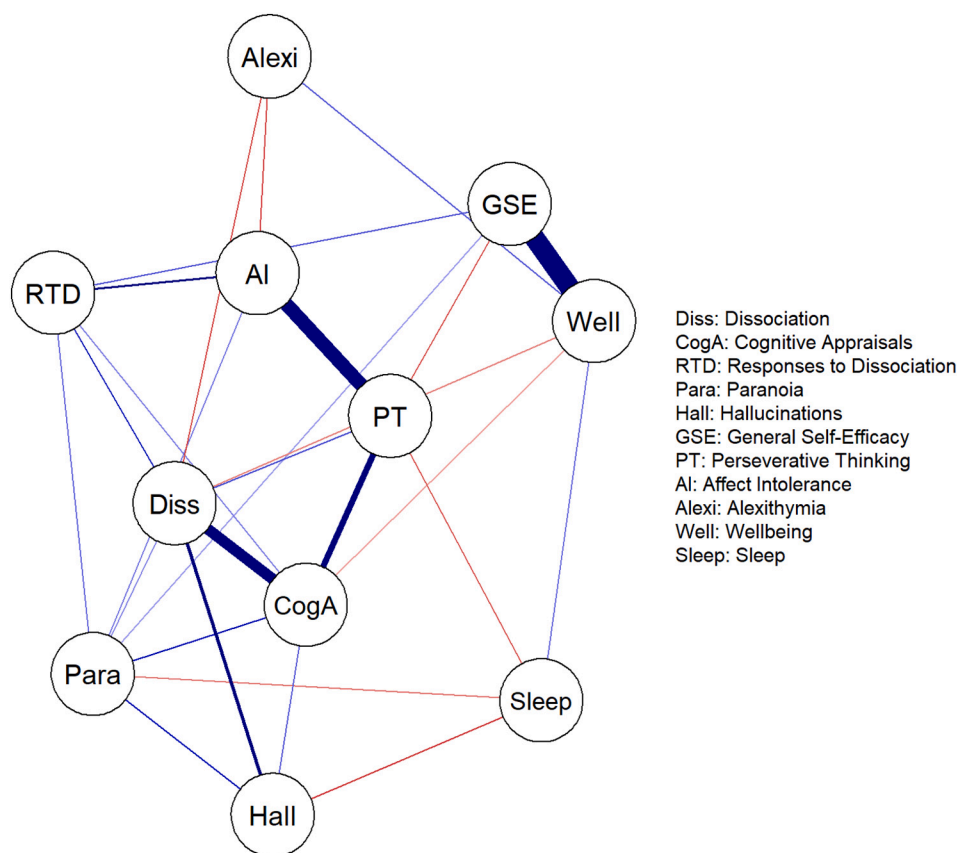 Alexi
GSE
AI
RTD
Well
PT
Diss
CogA
Para
Sleep
Hall
Diss: Dissociation
CogA: Cognitive Appraisals
RTD: Responses to Dissociation
Para: Paranoia
Hall: Hallucinations
GSE: General Self-Efficacy
PT: Perseverative Thinking
AI: Affect Intolerance
Alexi: Alexithymia
Well: Wellbeing
Sleep: Sleep